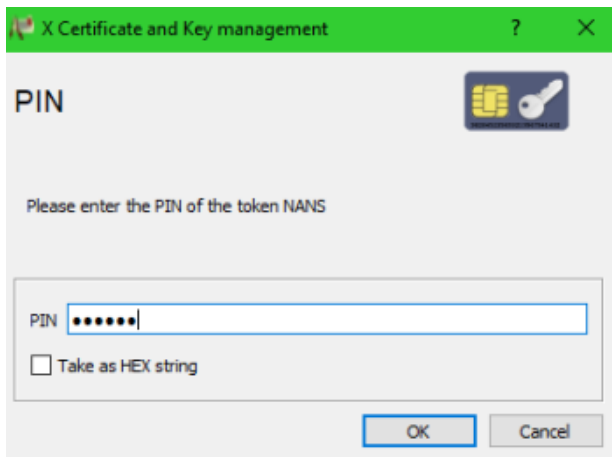 X Certificate and Key management
PIN
Please enter the PIN of the token NANS
PIN ●●●●●●
Take as HEX string
OK Cancel